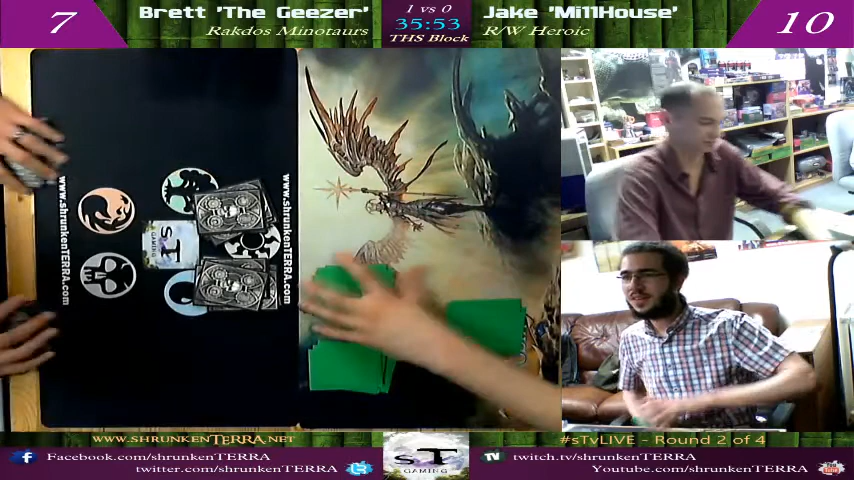 7
Brett 'The Geezer'
Rakdos Minotaurs
1 vs 0
35:53
THS Block
Jake 'Mi11House'
R/W Heroic
10
www.shrunkenTERRA.com
www.shrunkenTERRA.com
sT
GAMING
www.shrunkenTERRA.net
#sTvLIVE - Round 2 of 4
Facebook.com/shrunkenTERRA
twitter.com/shrunkenTERRA
sT
GAMING
twitch.tv/shrunkenTERRA
Youtube.com/shrunkenTERRA